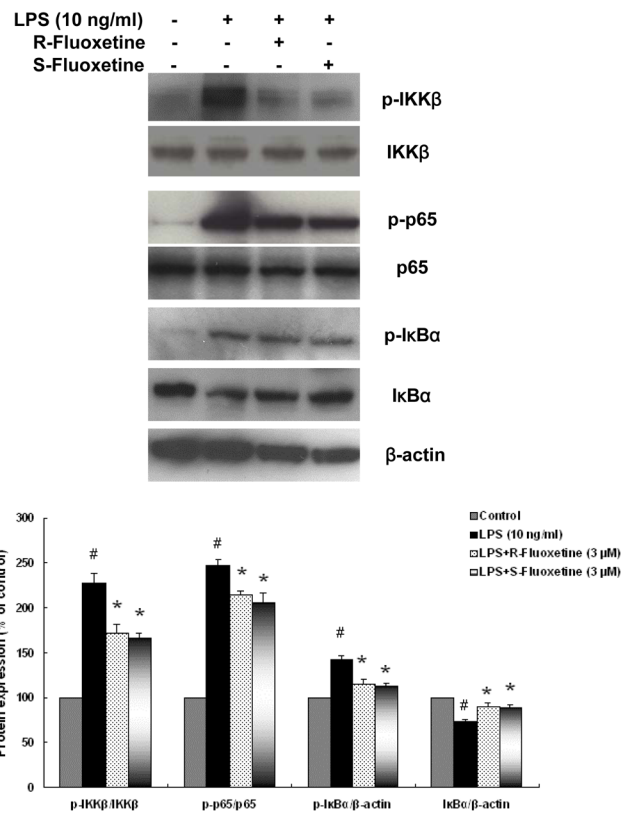 LPS (10 ng/ml) - + + +
R-Fluoxetine - - + -
S-Fluoxetine - - - +
p-IKKβ
IKKβ
p-p65
p65
p-IκBα
IκBα
β-actin
Protein expression (% of control)
300
250
200
150
100
50
0
# * *
# * *
# * *
# * *
Control
LPS (10 ng/ml)
LPS+R-Fluoxetine (3 μM)
LPS+S-Fluoxetine (3 μM)
p-IKKβ/IKKβ p-p65/p65 p-IκBα/β-actin IκBα/β-actin